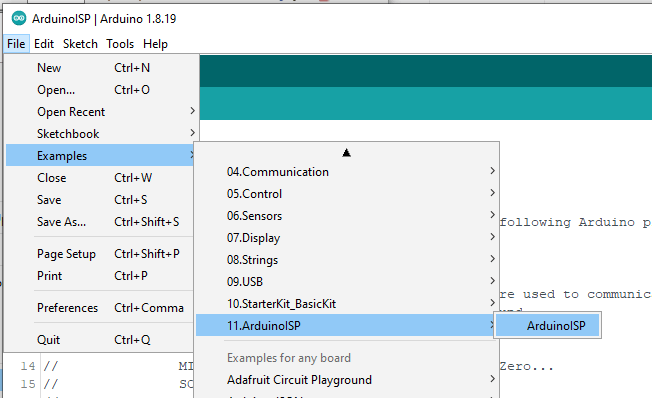 ArduinoISP | Arduino 1.8.19
File Edit Sketch Tools Help
New Ctrl+N
Open... Ctrl+O
Open Recent
Sketchbook
Examples
Close Ctrl+W
Save Ctrl+S
Save As... Ctrl+Shift+S
Page Setup Ctrl+Shift+P
Print Ctrl+P
Preferences Ctrl+Comma
Quit Ctrl+Q
04.Communication
05.Control
06.Sensors
07.Display
08.Strings
09.USB
10.StarterKit_BasicKit
11.ArduinoISP
Examples for any board
Adafruit Circuit Playground
ArduinoISP
following Arduino p
re used to communic
14 // MI Zero...
15 // SC